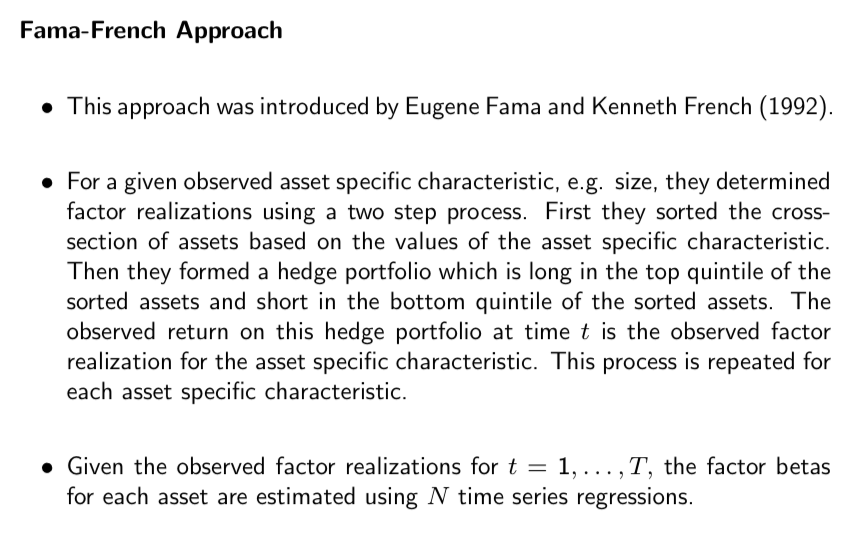 Fama-French Approach
• This approach was introduced by Eugene Fama and Kenneth French (1992).
• For a given observed asset specific characteristic, e.g. size, they determined
factor realizations using a two step process. First they sorted the cross-
section of assets based on the values of the asset specific characteristic.
Then they formed a hedge portfolio which is long in the top quintile of the
sorted assets and short in the bottom quintile of the sorted assets. The
observed return on this hedge portfolio at time t is the observed factor
realization for the asset specific characteristic. This process is repeated for
each asset specific characteristic.
• Given the observed factor realizations for t = 1, . . . , T, the factor betas
for each asset are estimated using N time series regressions.